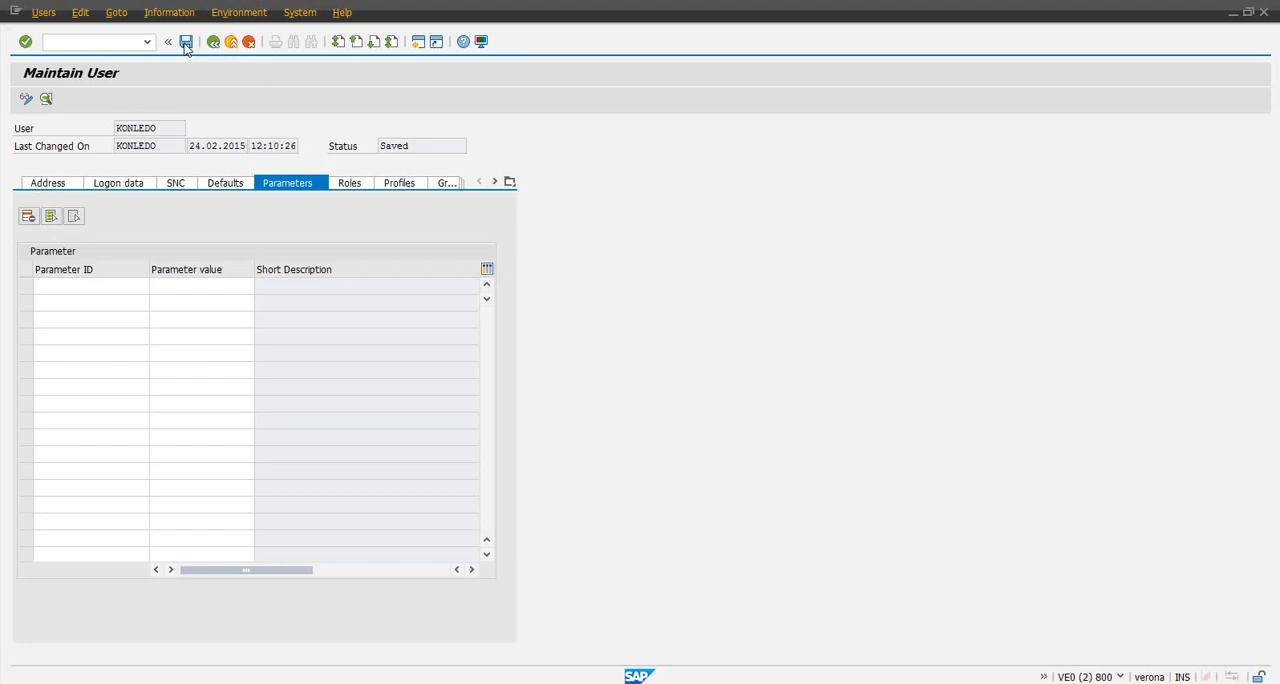 Users Edit Goto Information Environment System Help
Maintain User
User KONLEDO
Last Changed On KONLEDO 24.02.2015 12:10:26 Status Saved
Address Logon data SNC Defaults Parameters Roles Profiles Gr...
Parameter
Parameter ID Parameter value Short Description
SAP VE0 (2) 800 verona INS